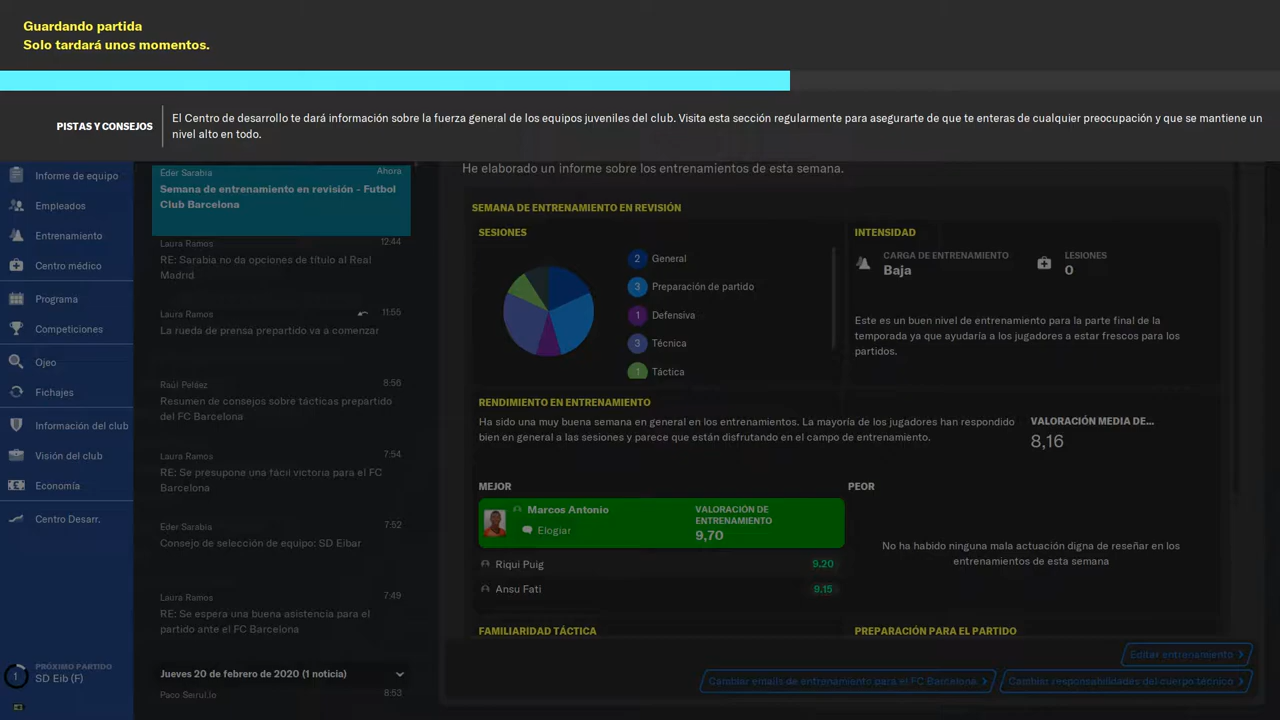 Guardando partida
Solo tardará unos momentos.
PISTAS Y CONSEJOS
El Centro de desarrollo te dará información sobre la fuerza general de los equipos juveniles del club. Visita esta sección regularmente para asegurarte de que te enteras de cualquier preocupación y que se mantiene un
nivel alto en todo.
Informe de equipo
Empleados
Entrenamiento
Centro médico
Programa
Competiciones
Ojeo
Fichajes
Información del club
Visión del club
Economía
Centro Desarr.
1
PRÓXIMO PARTIDO
SD Eib (F)
Eder Sarabia
Ahora
Semana de entrenamiento en revisión - Futbol
Club Barcelona
Laura Ramos
12:44
RE: Sarabia no da opciones de título al Real
Madrid
Laura Ramos
11:55
La rueda de prensa prepartido va a comenzar
Raúl Peláez
8:56
Resumen de consejos sobre tácticas prepartido
del FC Barcelona
Laura Ramos
7:54
RE: Se presupone una fácil victoria para el FC
Barcelona
Eder Sarabia
7:52
Consejo de selección de equipo: SD Eibar
Laura Ramos
7:49
RE: Se espera una buena asistencia para el
partido ante el FC Barcelona
Jueves 20 de febrero de 2020 (1 noticia)
Paco Seirul.lo
8:53
He elaborado un informe sobre los entrenamientos de esta semana.
SEMANA DE ENTRENAMIENTO EN REVISIÓN
SESIONES
2 General
3 Preparación de partido
1 Defensiva
3 Técnica
1 Táctica
INTENSIDAD
CARGA DE ENTRENAMIENTO
Baja
LESIONES
0
Este es un buen nivel de entrenamiento para la parte final de la
temporada ya que ayudaría a los jugadores a estar frescos para los
partidos.
RENDIMIENTO EN ENTRENAMIENTO
Ha sido una muy buena semana en general en los entrenamientos. La mayoría de los jugadores han respondido
bien en general a las sesiones y parece que están disfrutando en el campo de entrenamiento.
VALORACIÓN MEDIA DE...
8,16
MEJOR
Marcos Antonio
Elogiar
VALORACIÓN DE
ENTRENAMIENTO
9,70
Riqui Puig
9,20
Ansu Fati
9,15
PEOR
No ha habido ninguna mala actuación digna de reseñar en los
entrenamientos de esta semana
FAMILIARIDAD TÁCTICA
PREPARACIÓN PARA EL PARTIDO
Editar entrenamiento
Cambiar emails de entrenamiento para el FC Barcelona
Cambiar responsabilidades del cuerpo técnico